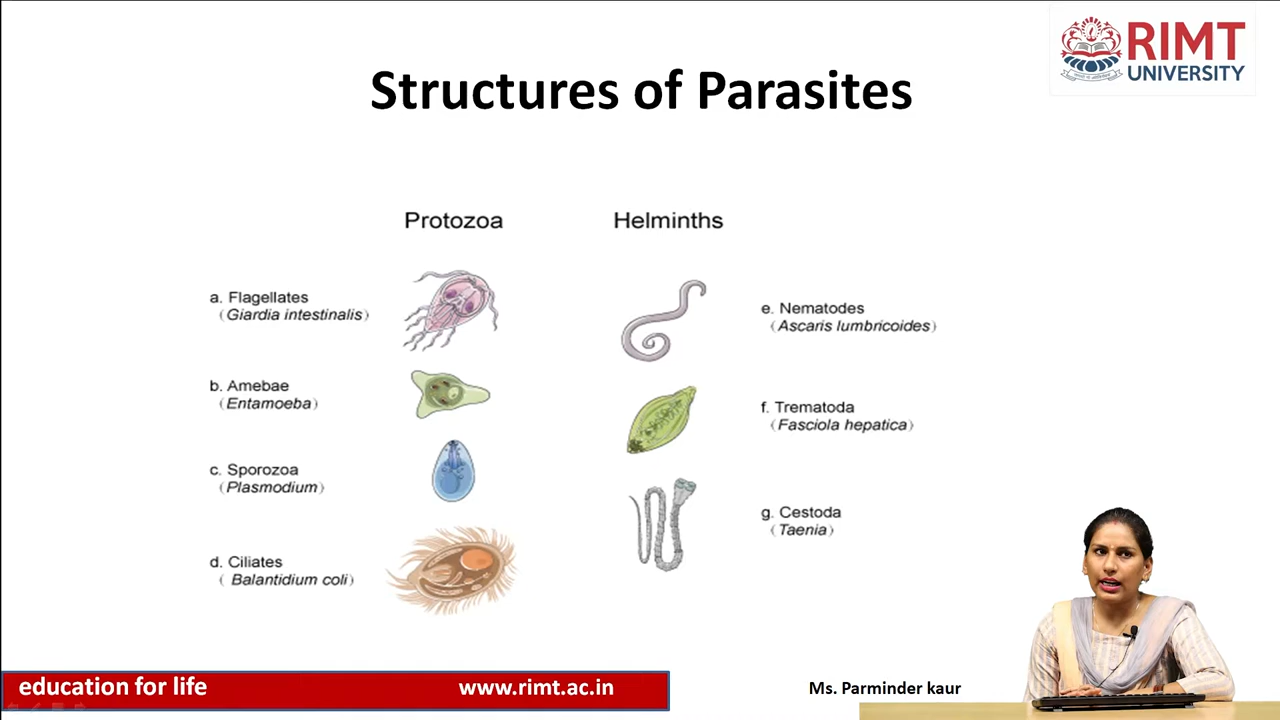 RIMT
UNIVERSITY
Structures of Parasites
Protozoa
Helminths
a. Flagellates
(Giardia intestinalis)
b. Amebae
(Entamoeba)
c. Sporozoa
(Plasmodium)
d. Ciliates
( Balantidium coli)
e. Nematodes
(Ascaris lumbricoides)
f. Trematoda
(Fasciola hepatica)
g. Cestoda
(Taenia)
education for life
www.rimt.ac.in
Ms. Parminder kaur